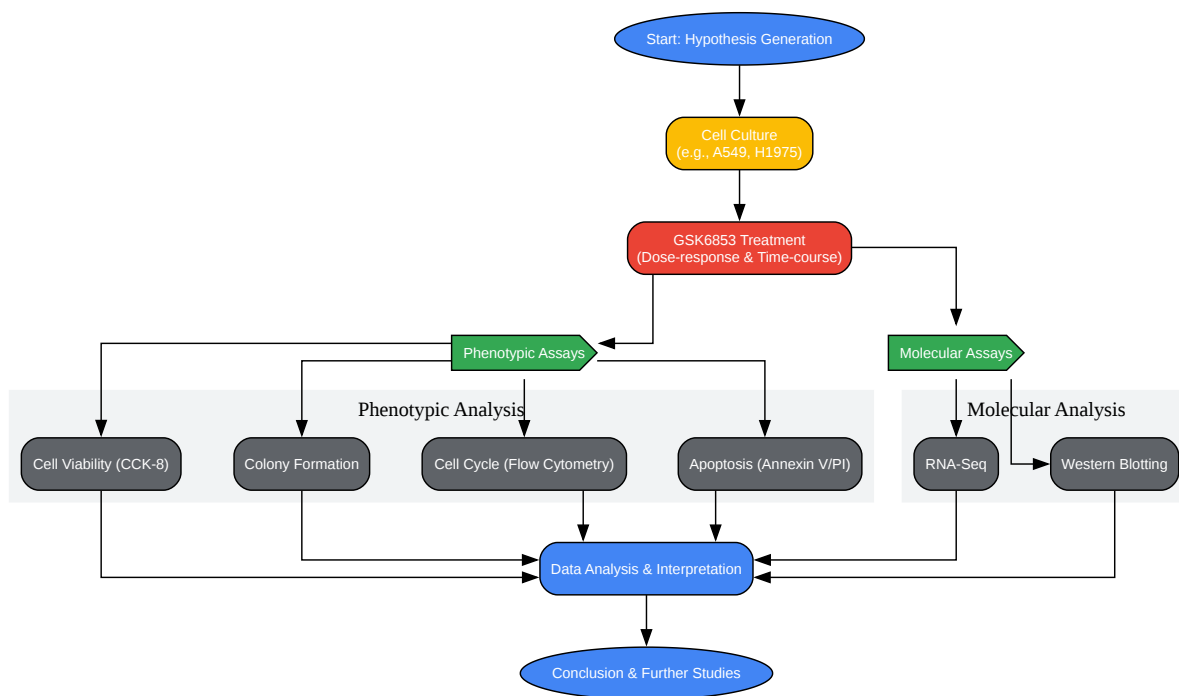 Start: Hypothesis Generation
Cell Culture
(e.g., A549, H1975)
GSK6853 Treatment
(Dose-response & Time-course)
Phenotypic Assays
Molecular Assays
Phenotypic Analysis
Molecular Analysis
Cell Viability (CCK-8)
Colony Formation
Cell Cycle (Flow Cytometry)
Apoptosis (Annexin V/PI)
RNA-Seq
Western Blotting
Data Analysis & Interpretation
Conclusion & Further Studies